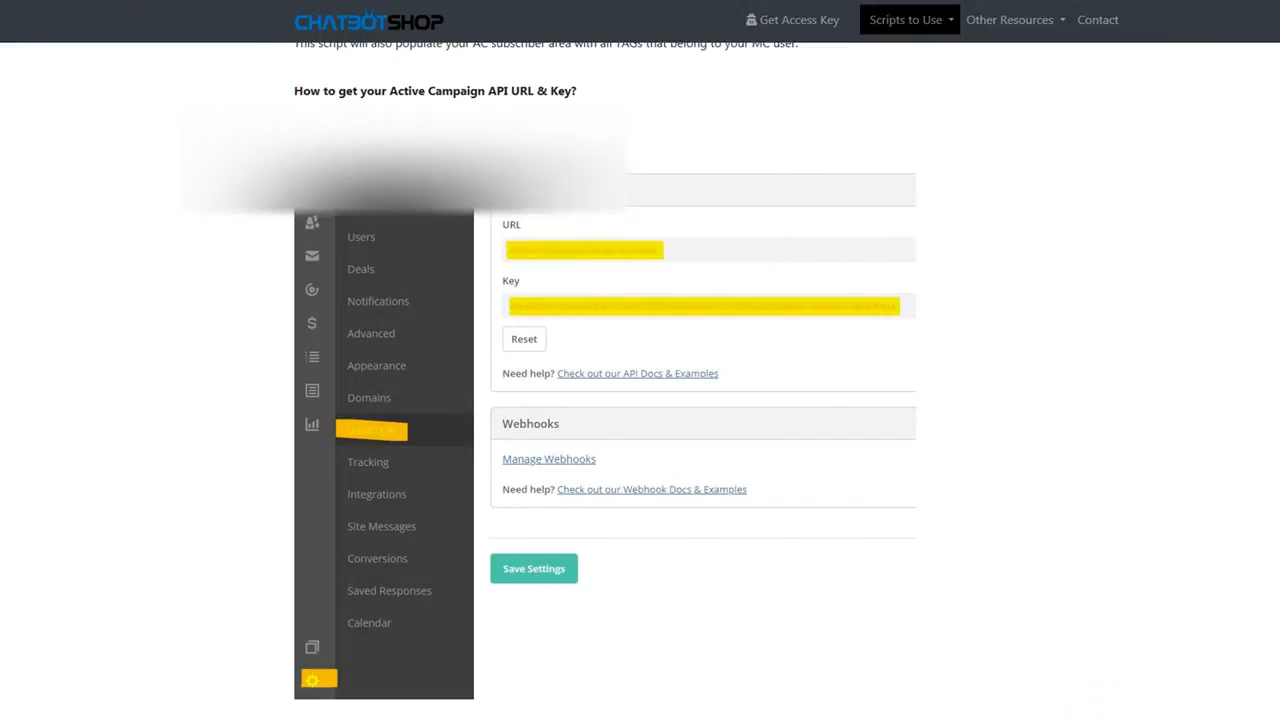 CHATBOTSHOP
Get Access Key
Scripts to Use
Other Resources
Contact
This script will also populate your AC subscriber area with all TAGs that belong to your MC user.
How to get your Active Campaign API URL & Key?
Users
Deals
Notifications
Advanced
Appearance
Domains
Tracking
Integrations
Site Messages
Conversions
Saved Responses
Calendar
URL
Key
Reset
Need help? Check out our API Docs & Examples
Webhooks
Manage Webhooks
Need help? Check out our Webhook Docs & Examples
Save Settings